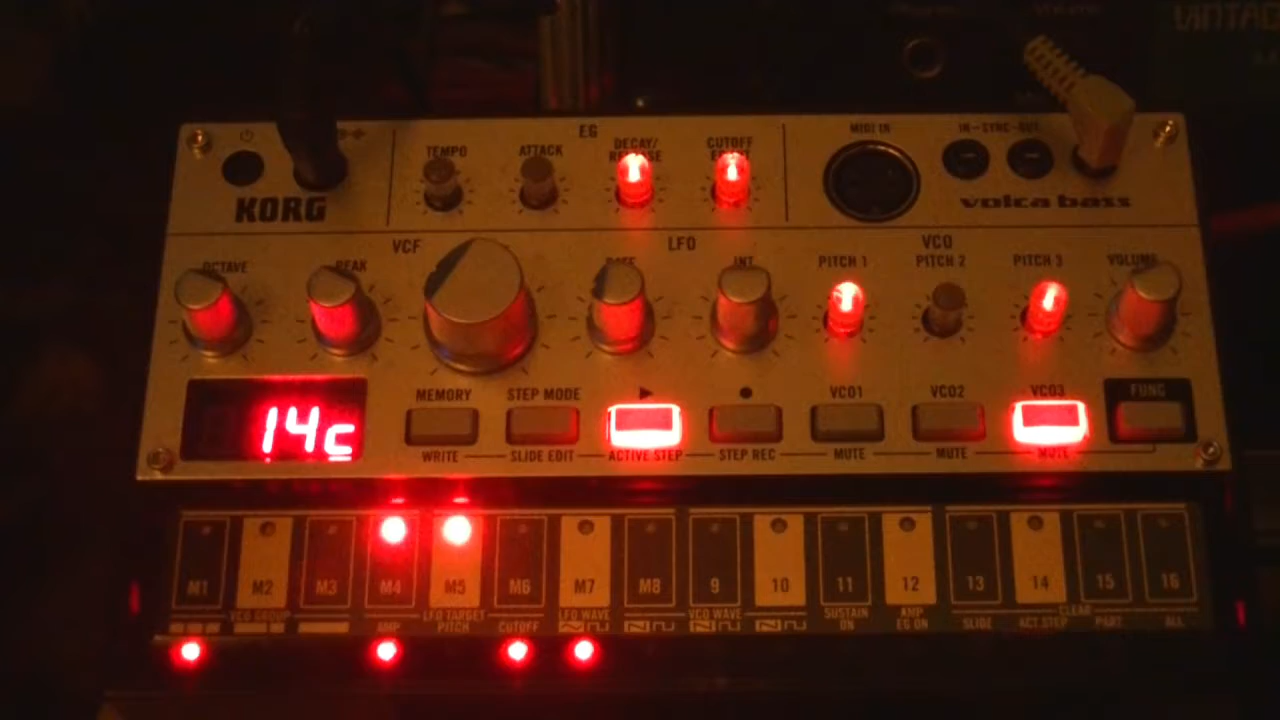 VINTAG
EG
TEMPO ATTACK DECAY/ CUTOFF
MIDI IN IN-SYNC-OUT
KORG
volca bass
VCF LFO VCO
OCTAVE PEAK INT PITCH 1 PITCH 2 PITCH 3 VOLUME
MEMORY STEP MODE VCO1 VCO2 VCO3 FUNC
14c
WRITE SLIDE EDIT ACTIVE STEP STEP REC MUTE MUTE MUTE
M1 M2 M3 M4 M5 M6 M7 M8 9 10 11 12 13 14 15 16
VCO GROUP LFO TARGET LFO WAVE VCO WAVE SUSTAIN AMP CLEAR
AMP PITCH CUTOFF ON EG ON SLIDE ACT.STEP PART ALL